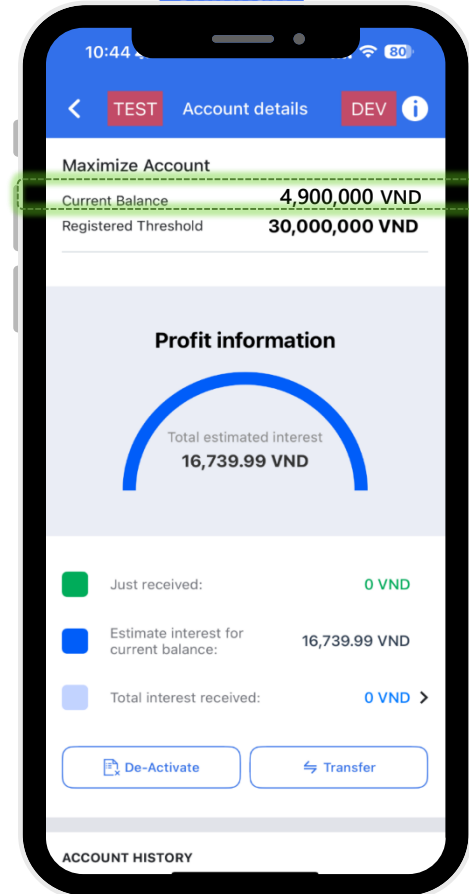 10:44
80
TEST Account details DEV i
Maximize Account
Current Balance 4,900,000 VND
Registered Threshold 30,000,000 VND
Profit information
Total estimated interest
16,739.99 VND
Just received: 0 VND
Estimate interest for
current balance: 16,739.99 VND
Total interest received: 0 VND
De-Activate
Transfer
ACCOUNT HISTORY